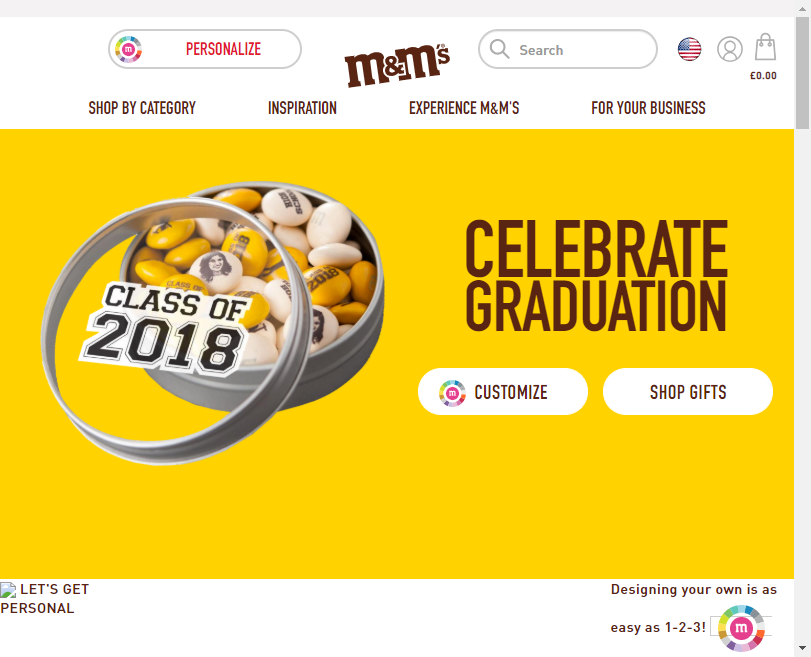 PERSONALIZE
m
m&m's
Search
£0.00
SHOP BY CATEGORY
INSPIRATION
EXPERIENCE M&M'S
FOR YOUR BUSINESS
CLASS OF
2018
CELEBRATE
GRADUATION
m
CUSTOMIZE
SHOP GIFTS
LET'S GET
PERSONAL
Designing your own is as
easy as 1-2-3!
m